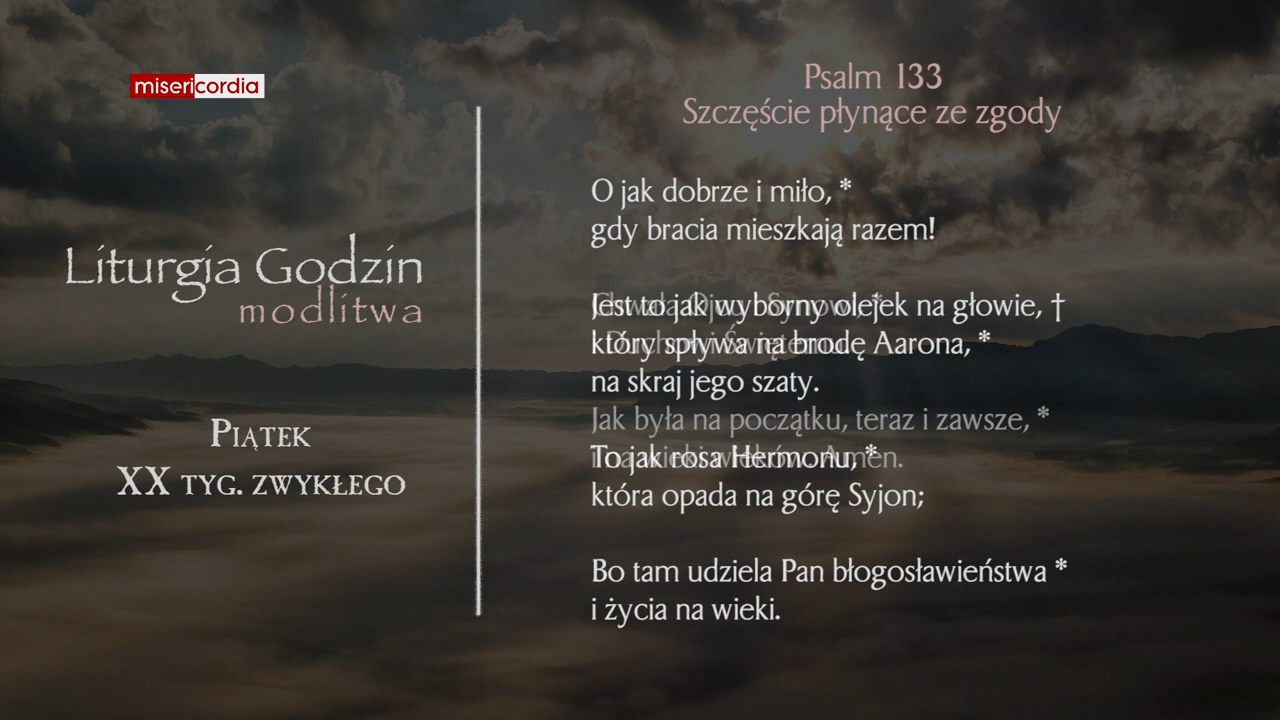 misericordia
Liturgia Godzin
modlitwa
Piątek
XX tyg. zwykłego
Psalm 133
Szczęście płynące ze zgody
O jak dobrze i miło, *
gdy bracia mieszkają razem!
Jest to jak wyborny olejek na głowie, †
który spływa na brodę Aarona, *
na skraj jego szaty.
Jak była na początku, teraz i zawsze, *
To jak rosa Hermonu, *
która opada na górę Syjon;
Bo tam udziela Pan błogosławieństwa *
i życia na wieki.